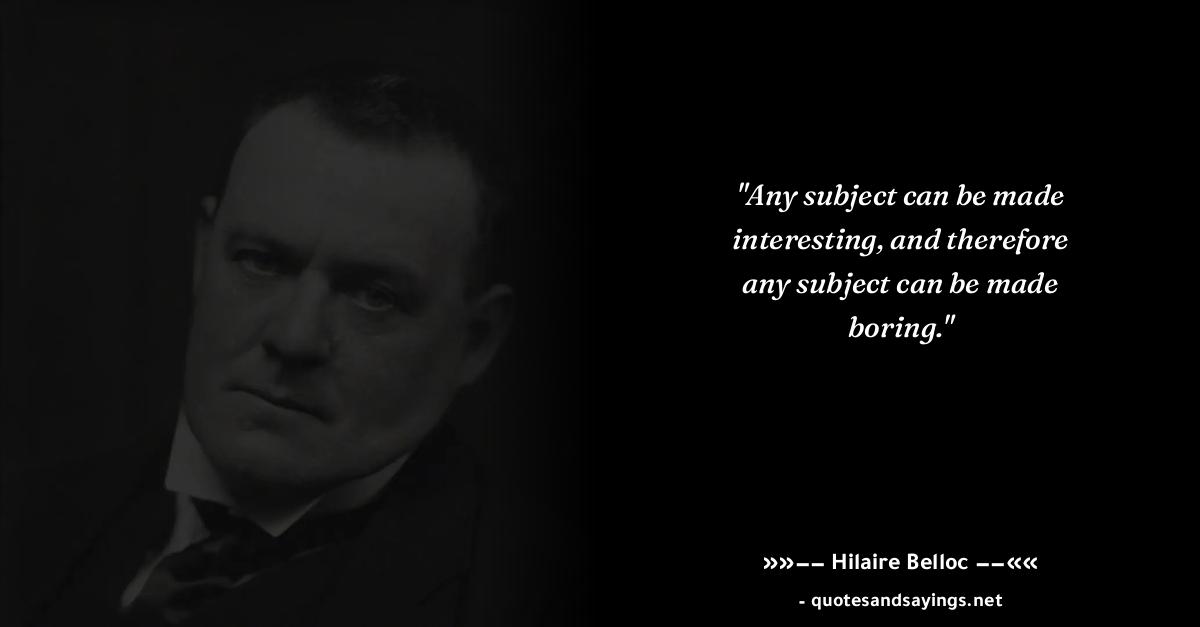 "Any subject can be made
interesting, and therefore
any subject can be made
boring."
»»–– Hilaire Belloc ––««
- quotesandsayings.net